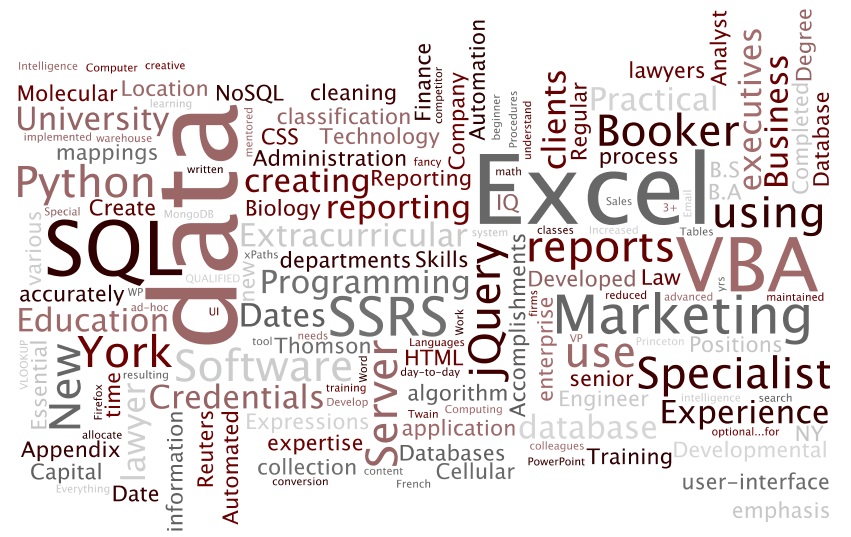 Intelligence
Computer
creative
Molecular
Location
NoSQL
cleaning
Finance
competitor
Automation
lawyers
Analyst
executives
Business
Completed
Degree
Database
learning
University
mentored
classification
Company
beginner
Procedures
understand
clients
Regular
Practical
implemented
warehouse
data
CSS
Technology
Booker
mappings
written
Administration
fancy
Excel
math
process
Python
creating
Reporting
B.S
B.A
Special
Create
MongoDB
Biology
reporting
IQ
Sales
3+
Email
using
various
SQL
new
Extracurricular
system
classes
Increased
Tables
xPaths
departments
Skills
jQuery
Accomplishments
reports
VBA
QUALIFIED
Programming
Developed
Law
yrs
accurately
WP
ad-hoc
UI
firms
reduced
advanced
maintained
Education
Dates
SSRS
Work
enterprise
Marketing
VLOOKUP
Essential
New
York
tool
needs
Thomson
Languages
VP
Princeton
Positions
Software
Word
Server
HTML
use
Firefox
time
resulting
day-to-day
senior
Specialist
Credentials
training
Develop
algorithm
Engineer
intelligence
search
lawyer
information
Reuters
Automated
Expressions
Twain
Computing
Experience
allocate
application
database
optional...for
NY
Appendix
expertise
Databases
colleagues
Developmental
Capital
collection
content
Cellular
PowerPoint
Training
Everything
Date
conversion
French
user-interface
emphasis